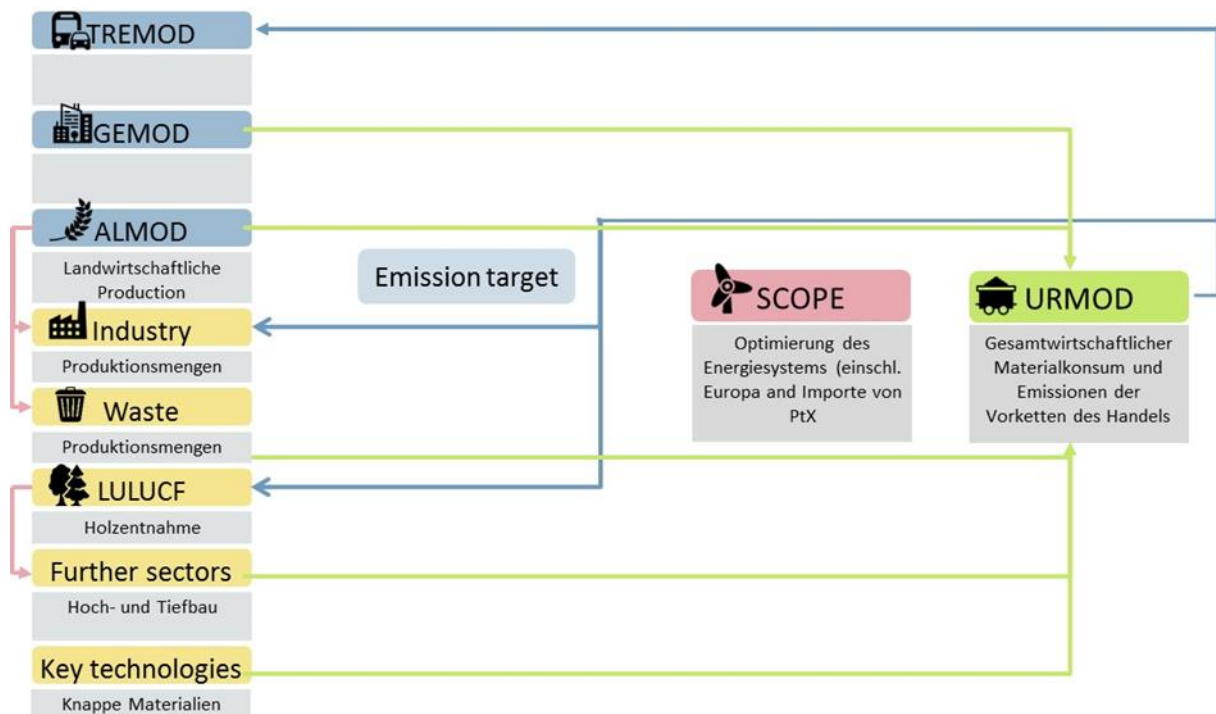 TREMOD
GEMOD
ALMOD
Landwirtschaftliche
Production
Industry
Produktionsmengen
Waste
Produktionsmengen
LULUCF
Holzentnahme
Further sectors
Hoch- und Tiefbau
Key technologies
Knappe Materialien
Emission target
SCOPE
Optimierung des
Energiesystems (einschl.
Europa and Importe von
PtX
URMOD
Gesamtwirtschaftlicher
Materialkonsum und
Emissionen der
Vorketten des Handels